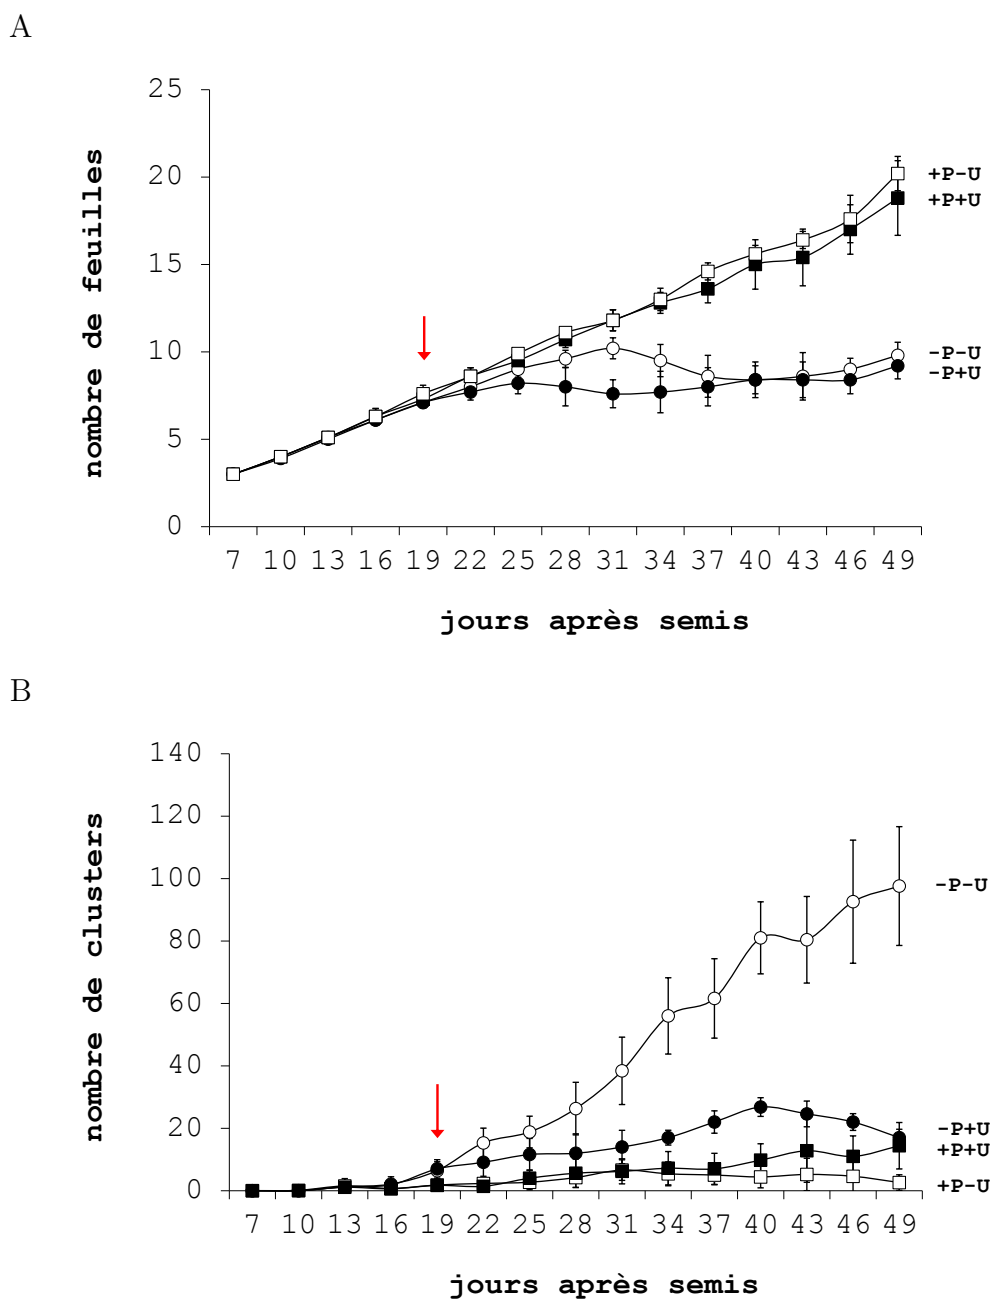 A
nombre de feuilles
25
20
15
10
5
0
+P-U
+P+U
-P-U
-P+U
7 10 13 16 19 22 25 28 31 34 37 40 43 46 49
jours après semis
B
nombre de clusters
140
120
100
80
60
40
20
0
-P-U
-P+U
+P+U
+P-U
7 10 13 16 19 22 25 28 31 34 37 40 43 46 49
jours après semis